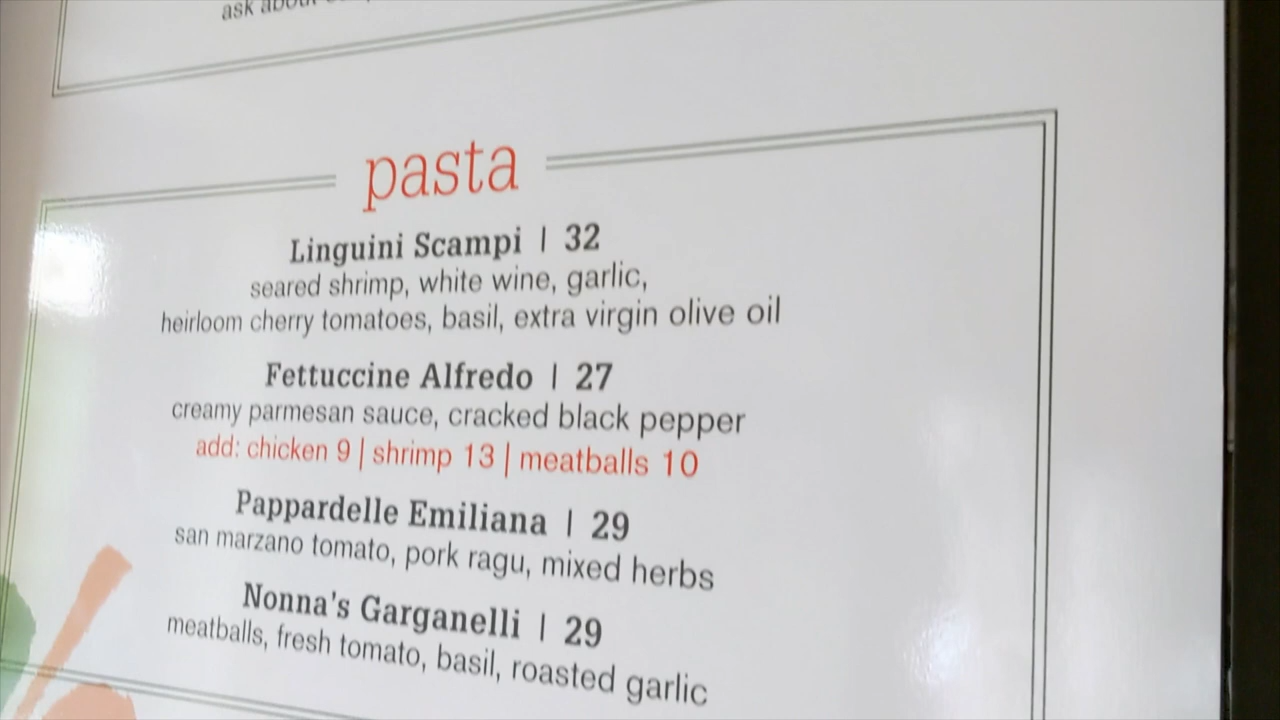 ask about
pasta
Linguini Scampi | 32
seared shrimp, white wine, garlic,
heirloom cherry tomatoes, basil, extra virgin olive oil
Fettuccine Alfredo | 27
creamy parmesan sauce, cracked black pepper
add: chicken 9 | shrimp 13 | meatballs 10
Pappardelle Emiliana | 29
san marzano tomato, pork ragu, mixed herbs
Nonna's Garganelli | 29
meatballs, fresh tomato, basil, roasted garlic